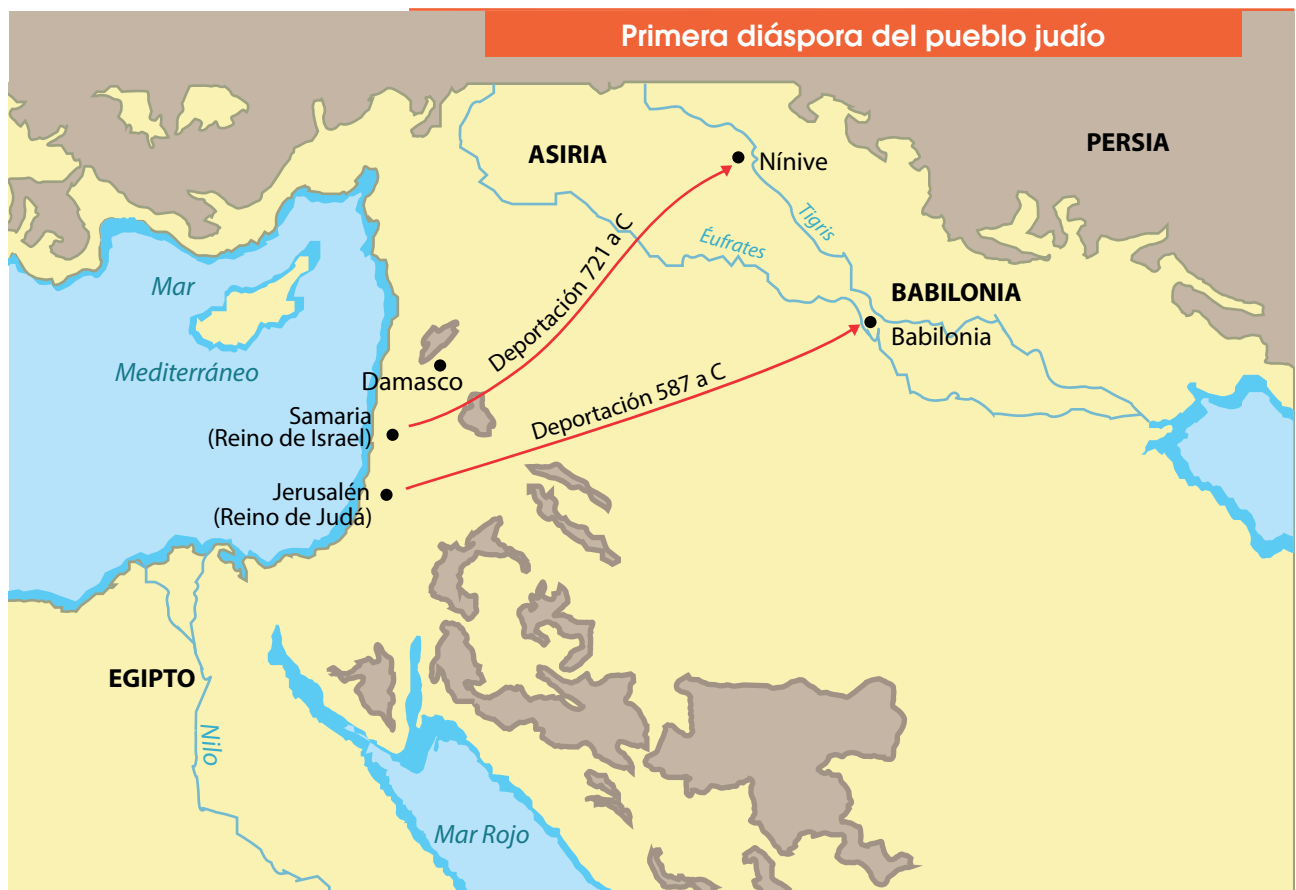 Primera diáspora del pueblo judío
PERSIA
ASIRIA
Nínive
Tigris
Éufrates
Deportación 721 a C
Mar
Mediterráneo
BABILONIA
Babilonia
Damasco
Samaria
(Reino de Israel)
Deportación 587 a C
Jerusalén
(Reino de Judá)
EGIPTO
Nilo
Mar Rojo